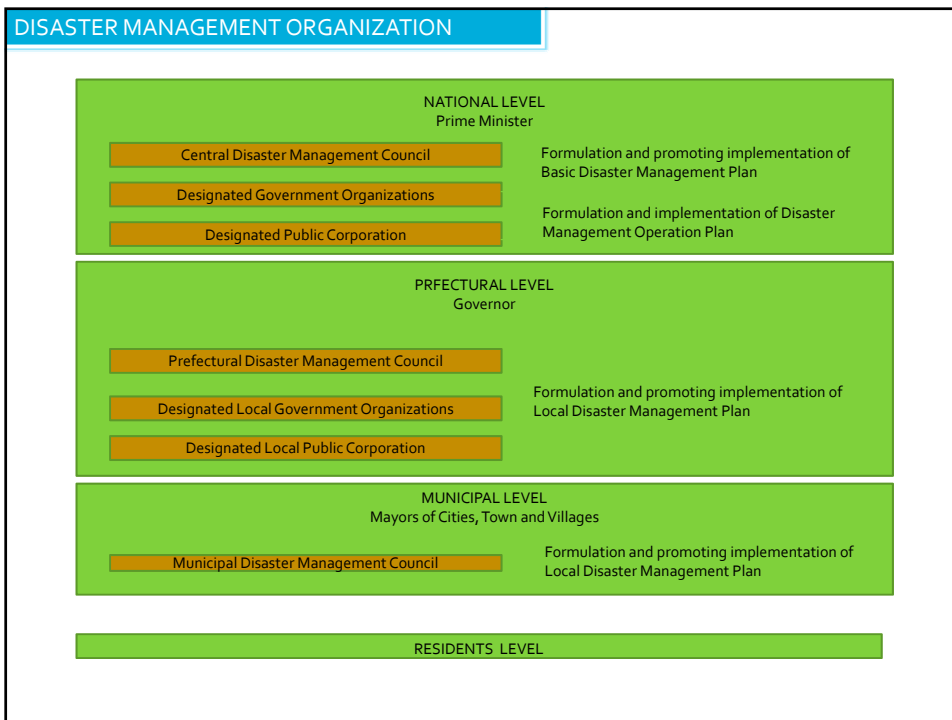 DISASTER MANAGEMENT ORGANIZATION
NATIONAL LEVEL
Prime Minister
Central Disaster Management Council
Designated Government Organizations
Designated Public Corporation
Formulation and promoting implementation of
Basic Disaster Management Plan
Formulation and implementation of Disaster
Management Operation Plan
PRFECTURAL LEVEL
Governor
Prefectural Disaster Management Council
Designated Local Government Organizations
Designated Local Public Corporation
Formulation and promoting implementation of
Local Disaster Management Plan
MUNICIPAL LEVEL
Mayors of Cities, Town and Villages
Municipal Disaster Management Council
Formulation and promoting implementation of
Local Disaster Management Plan
RESIDENTS LEVEL